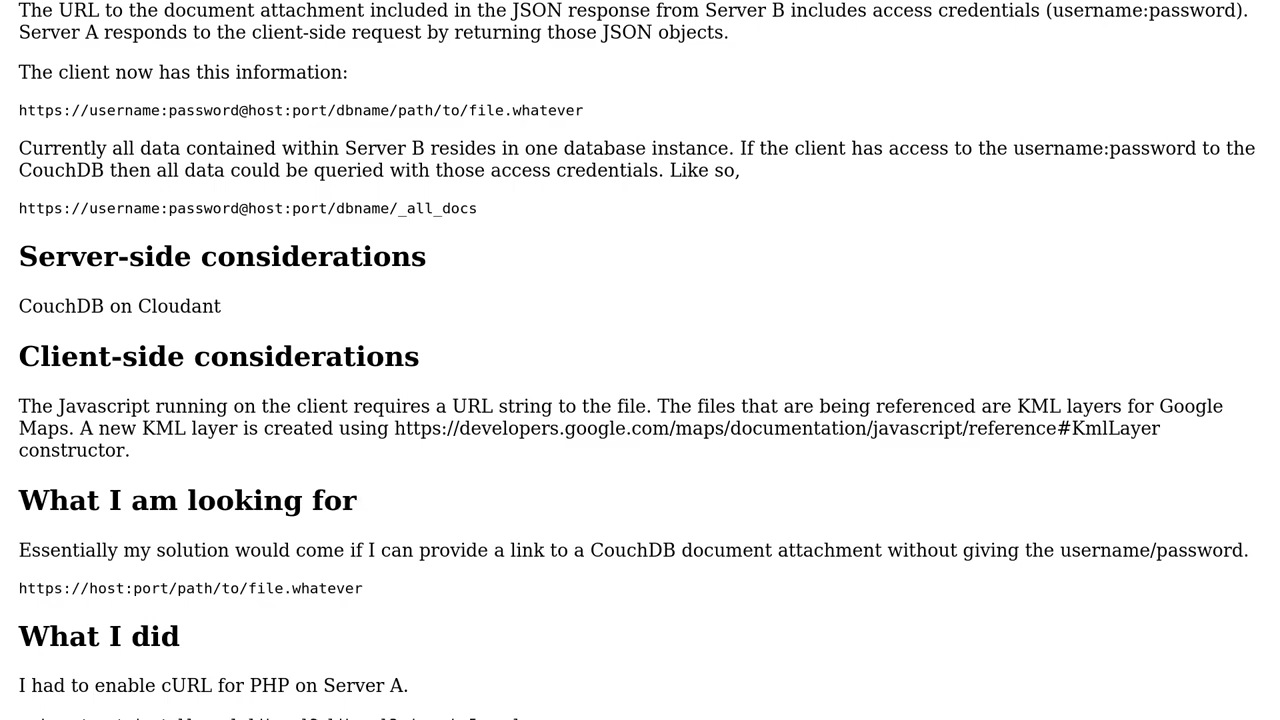 The URL to the document attachment included in the JSON response from Server B includes access credentials (username:password).
Server A responds to the client-side request by returning those JSON objects.
The client now has this information:
https://username:password@host:port/dbname/path/to/file.whatever
Currently all data contained within Server B resides in one database instance. If the client has access to the username:password to the
CouchDB then all data could be queried with those access credentials. Like so,
https://username:password@host:port/dbname/_all_docs
Server-side considerations
CouchDB on Cloudant
Client-side considerations
The Javascript running on the client requires a URL string to the file. The files that are being referenced are KML layers for Google
Maps. A new KML layer is created using https://developers.google.com/maps/documentation/javascript/reference#KmlLayer
constructor.
What I am looking for
Essentially my solution would come if I can provide a link to a CouchDB document attachment without giving the username/password.
https://host:port/path/to/file.whatever
What I did
I had to enable cURL for PHP on Server A.